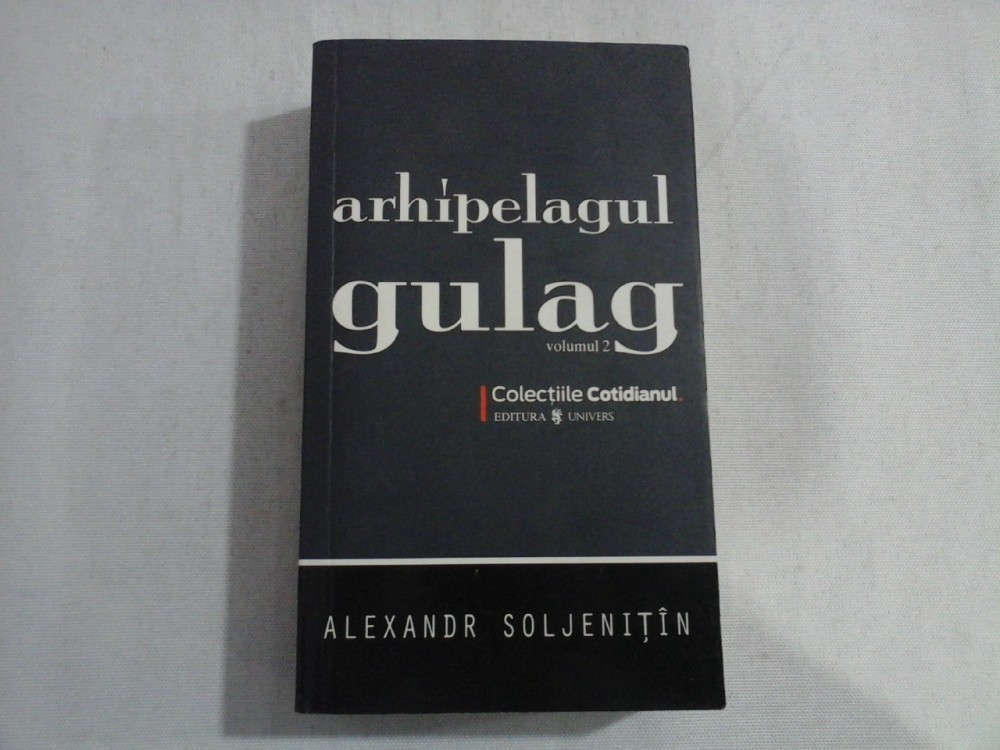 arhipelagul
gulag
volumul 2
Colecțiile Cotidianul
EDITURA UNIVERS
ALEXANDR SOLJENIȚÎN